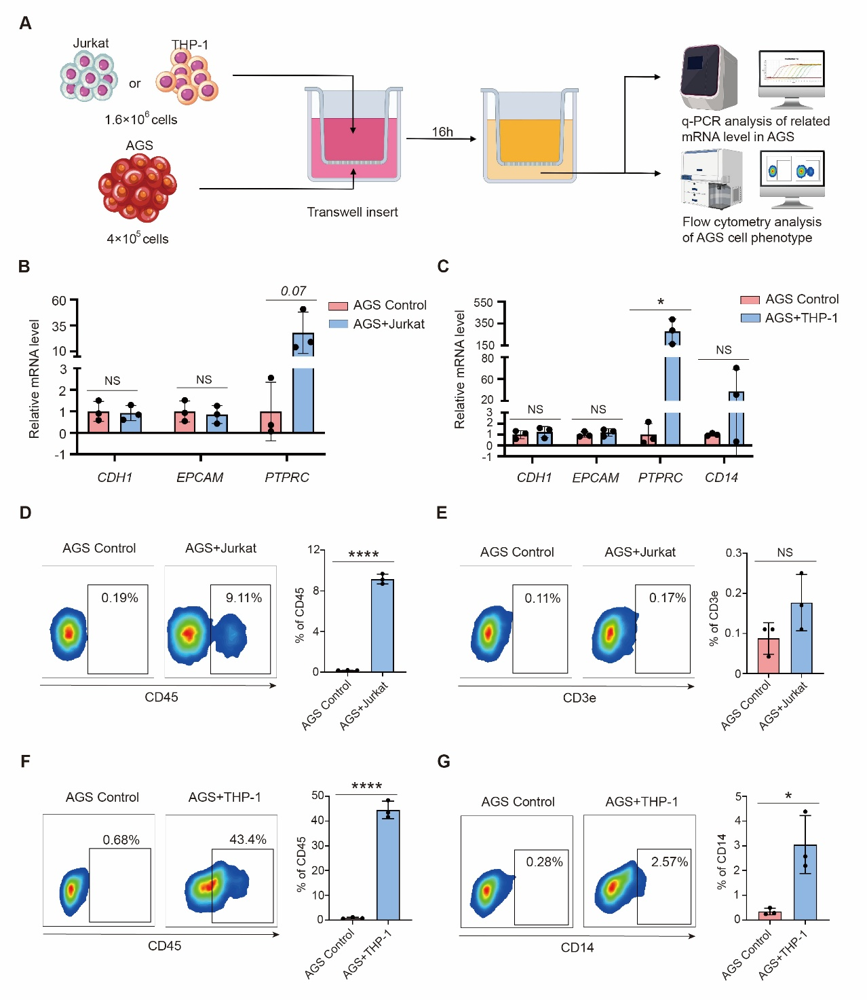 A
Jurkat
THP-1
or
1.6×10⁶ cells
AGS
4×10⁵ cells
Transwell insert
16h
q-PCR analysis of related
mRNA level in AGS
Flow cytometry analysis
of AGS cell phenotype
B
Relative mRNA level
60
35
10
3
2
1
0
-1
NS
NS
0.07
AGS Control
AGS+Jurkat
CDH1
EPCAM
PTPRC
C
Relative mRNA level
550
350
150
80
60
20
3
2
1
0
-1
NS
NS
*
NS
AGS Control
AGS+THP-1
CDH1
EPCAM
PTPRC
CD14
D
AGS Control
AGS+Jurkat
0.19%
9.11%
CD45
% of CD45
12
8
4
0
****
AGS Control
AGS+Jurkat
E
AGS Control
AGS+Jurkat
0.11%
0.17%
CD3e
% of CD3e
0.3
0.2
0.1
0
NS
AGS Control
AGS+Jurkat
F
AGS Control
AGS+THP-1
0.68%
43.4%
CD45
% of CD45
50
40
30
20
10
0
****
AGS Control
AGS+THP-1
G
AGS Control
AGS+THP-1
0.28%
2.57%
CD14
% of CD14
5
4
3
2
1
0
*
AGS Control
AGS+THP-1